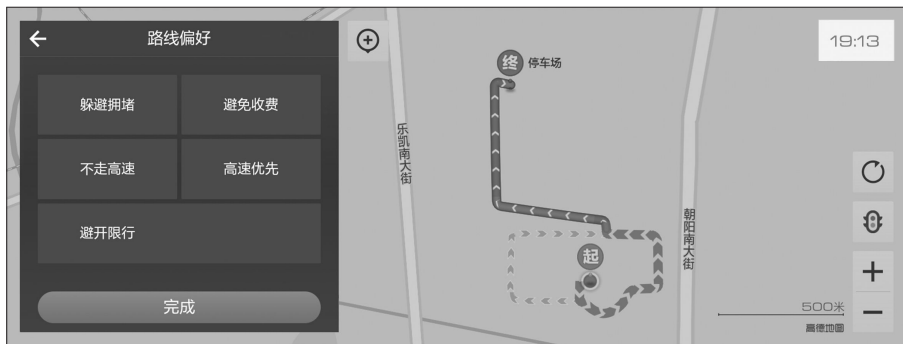 路线偏好
躲避拥堵
避免收费
不走高速
高速优先
避开限行
完成
终
停车场
19:13
乐凯南大街
朝阳南大街
起
500米
高德地图